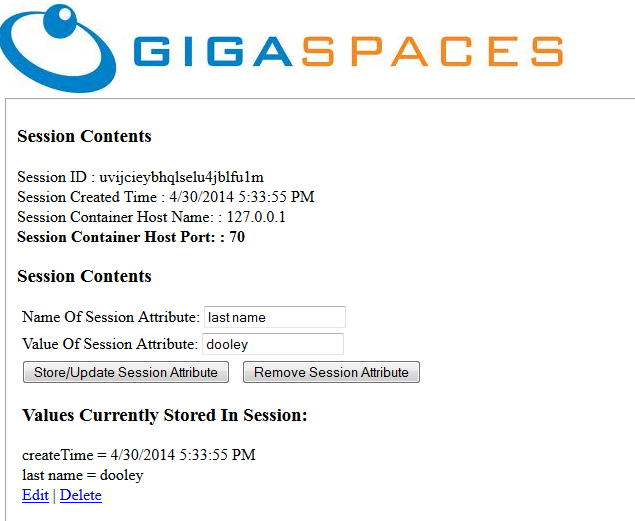 GIGASPACES
Session Contents
Session ID : uvijcieybhqlselu4jblfu1m
Session Created Time : 4/30/2014 5:33:55 PM
Session Container Host Name: : 127.0.0.1
Session Container Host Port: : 70
Session Contents
Name Of Session Attribute: last name
Value Of Session Attribute: dooley
Store/Update Session Attribute Remove Session Attribute
Values Currently Stored In Session:
createTime = 4/30/2014 5:33:55 PM
last name = dooley
Edit | Delete